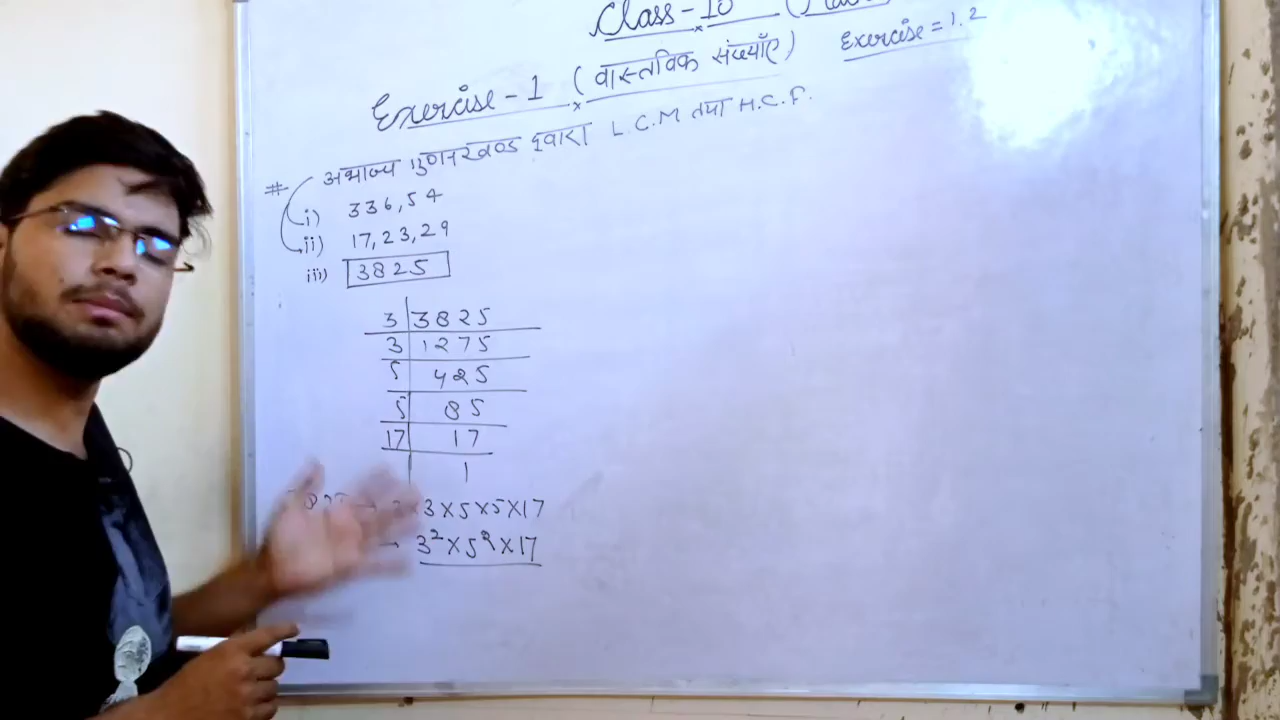 Class-10
Exercise-1 (वास्तविक संख्याएँ) Exercise = 1.2
# अभाज्य गुणनखण्ड द्वारा L.C.M तथा H.C.F.
i) 336,54
ii) 17,23,29
iii) 3825
3 3825
3 1275
5 425
5 85
17 17
1
→ 3×3×5×5×17
→ 3²×5²×17